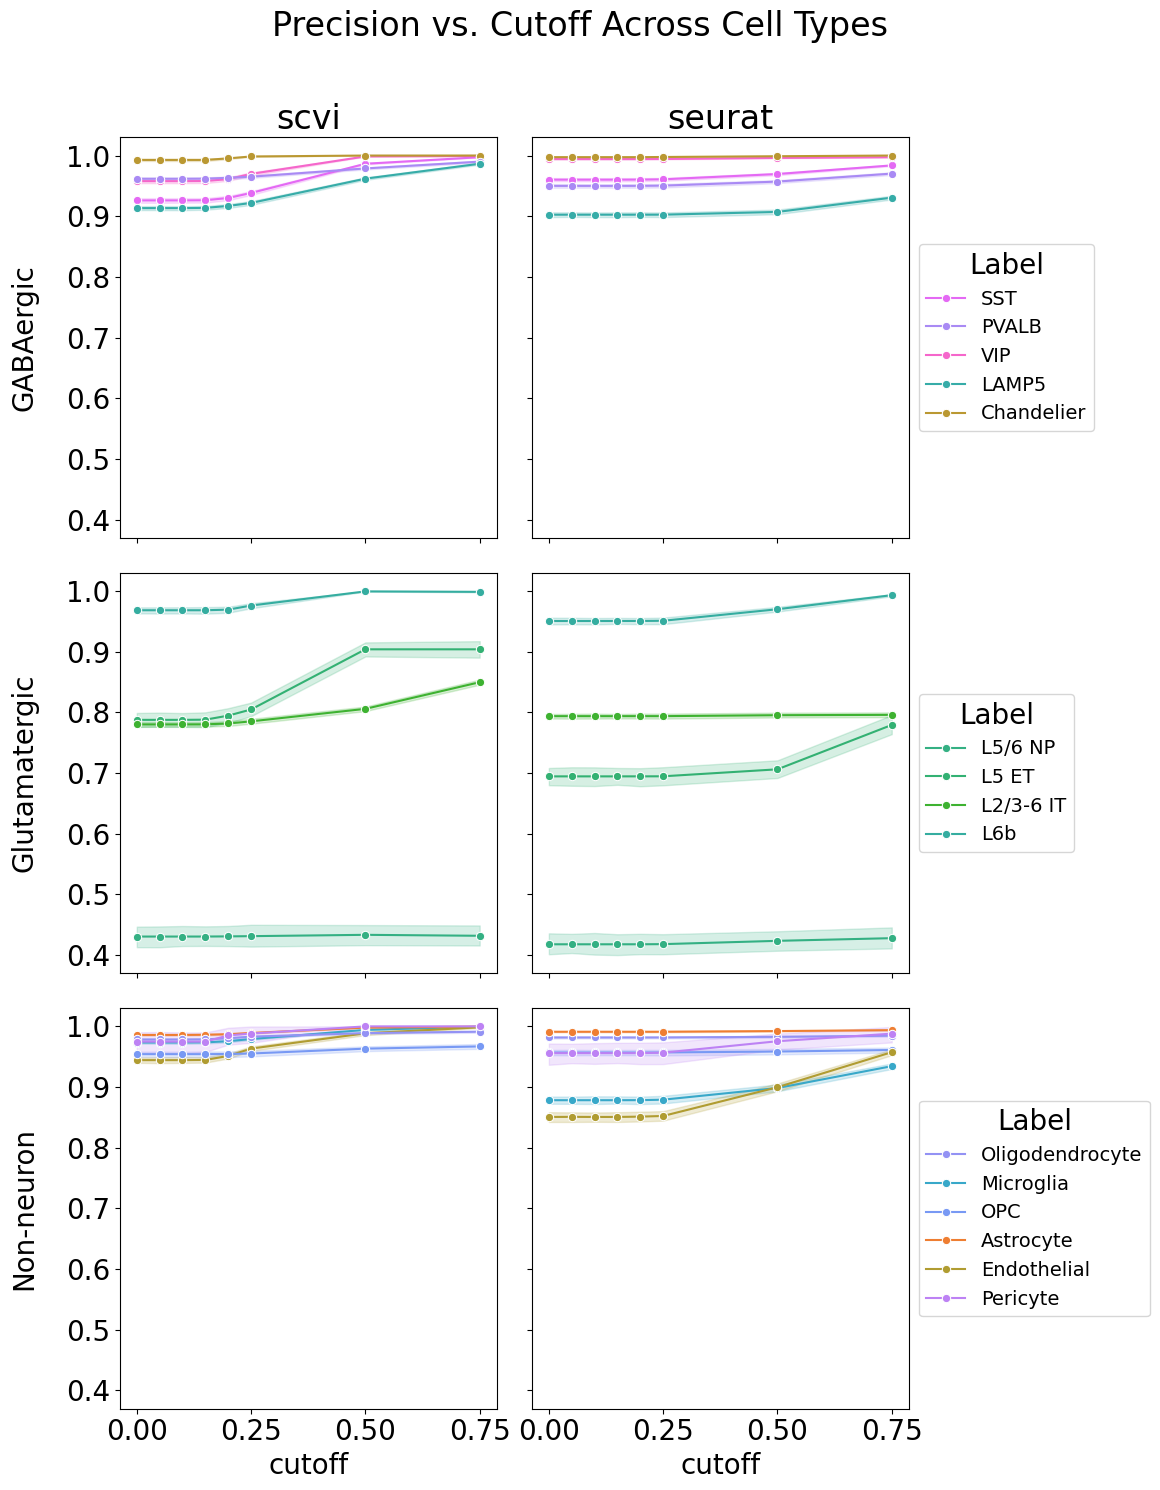 Precision vs. Cutoff Across Cell Types
scvi
seurat
GABAergic
1.0
0.9
0.8
0.7
0.6
0.5
0.4
Label
SST
PVALB
VIP
LAMP5
Chandelier
Glutamatergic
1.0
0.9
0.8
0.7
0.6
0.5
0.4
Label
L5/6 NP
L5 ET
L2/3-6 IT
L6b
Non-neuron
1.0
0.9
0.8
0.7
0.6
0.5
0.4
Label
Oligodendrocyte
Microglia
OPC
Astrocyte
Endothelial
Pericyte
0.00 0.25 0.50 0.75
0.00 0.25 0.50 0.75
cutoff
cutoff